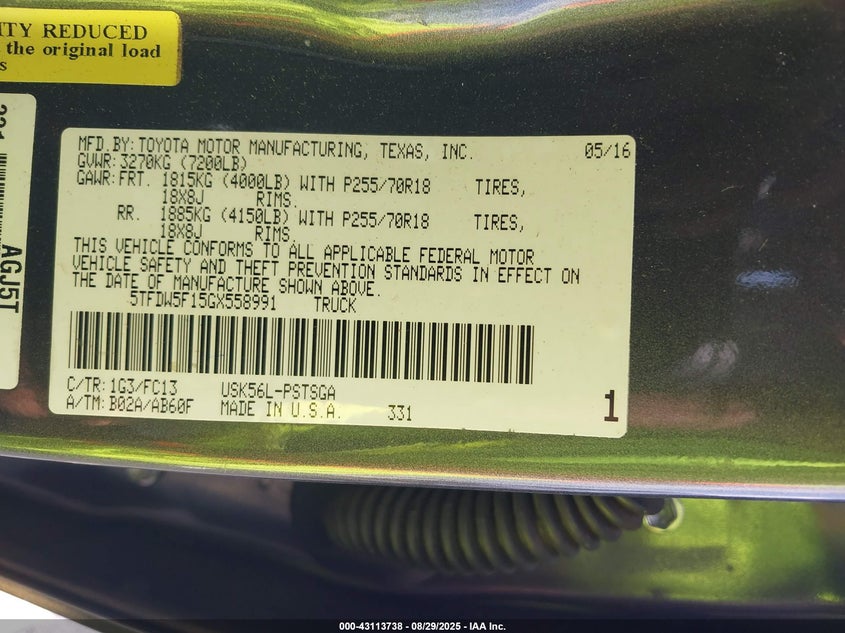 ITY REDUCED
the original load
s
AGJ5T
MFD.BY:TOYOTA MOTOR MANUFACTURING, TEXAS, INC. 05/16
GVWR:3270KG (7200LB)
GAWR:FRT. 1815KG (4000LB) WITH P255/70R18 TIRES,
18X8J RIMS.
RR. 1885KG (4150LB) WITH P255/70R18 TIRES,
18X8J RIMS.
THIS VEHICLE CONFORMS TO ALL APPLICABLE FEDERAL MOTOR
VEHICLE SAFETY AND THEFT PREVENTION STANDARDS IN EFFECT ON
THE DATE OF MANUFACTURE SHOWN ABOVE.
5TFDW5F15GX558991 TRUCK
C/TR:1G3/FC13 USK56L-PSTSGA
A/TM:B02A/AB60F MADE IN U.S.A. 331
1
000-43113738 - 08/29/2025 - IAA Inc.